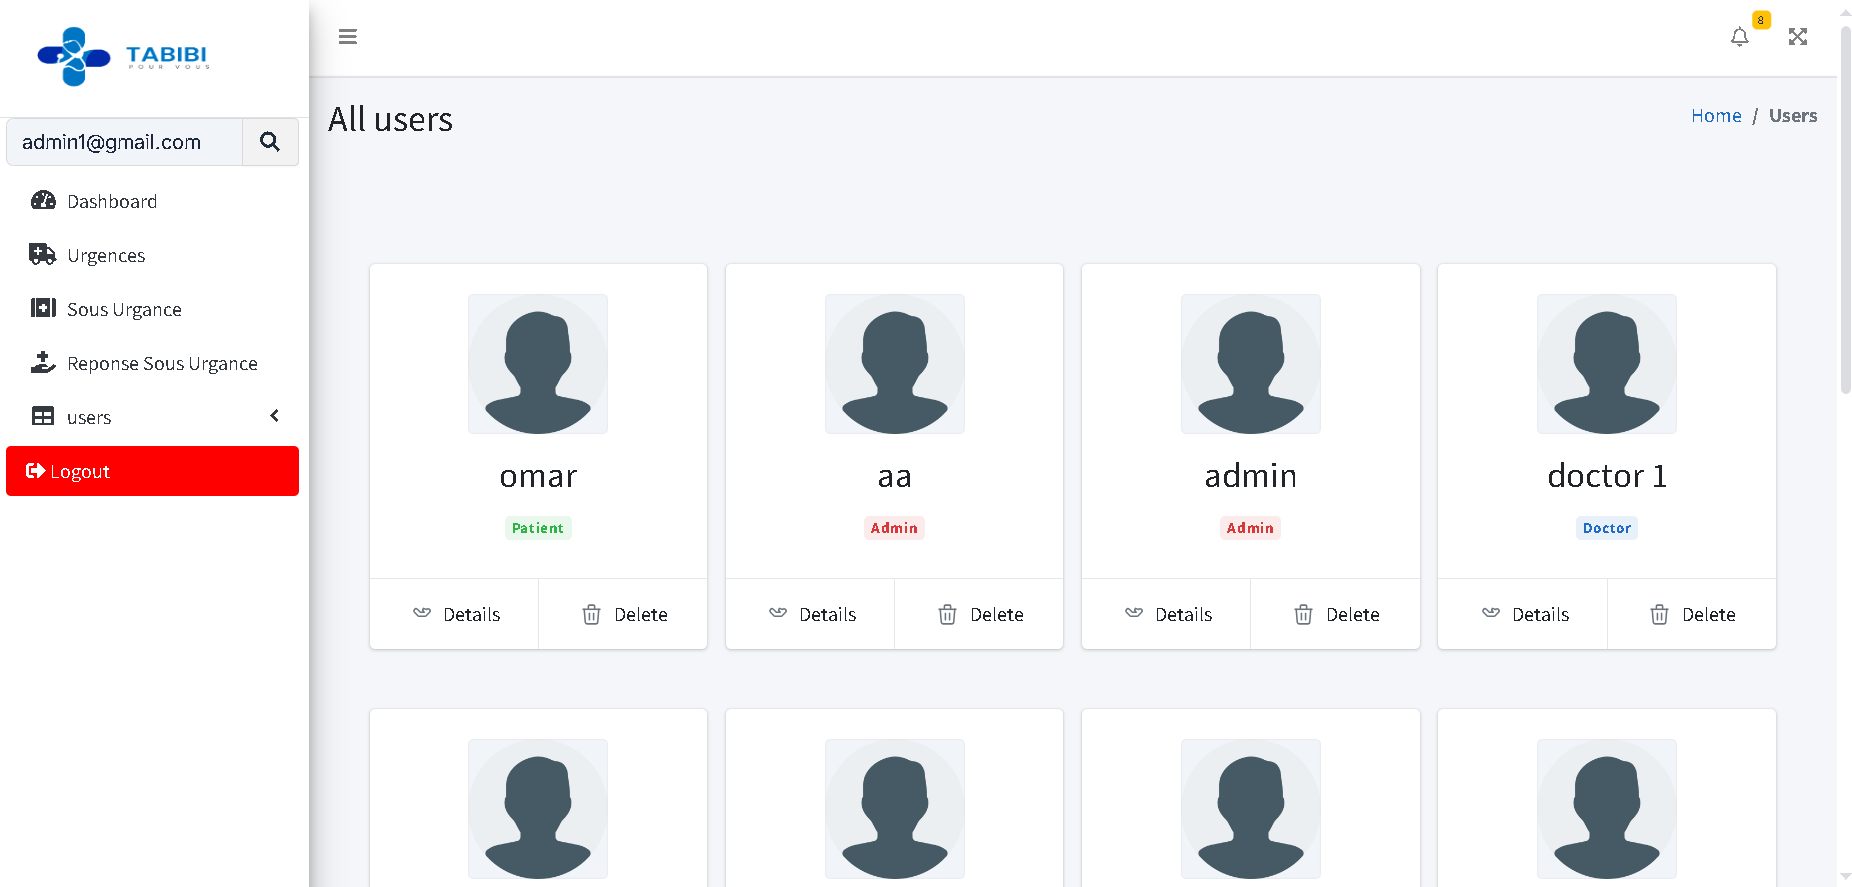 TABIBI
POUR VOUS
admin1@gmail.com
Dashboard
Urgences
Sous Urgance
Reponse Sous Urgance
users
Logout
8
All users
Home / Users
omar
Patient
Details
Delete
aa
Admin
Details
Delete
admin
Admin
Details
Delete
doctor 1
Doctor
Details
Delete